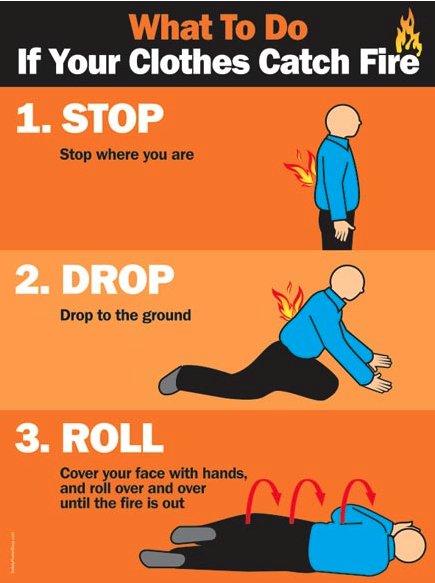 What To Do
If Your Clothes Catch Fire
1. STOP
Stop where you are
2. DROP
Drop to the ground
3. ROLL
Cover your face with hands,
and roll over and over
until the fire is out